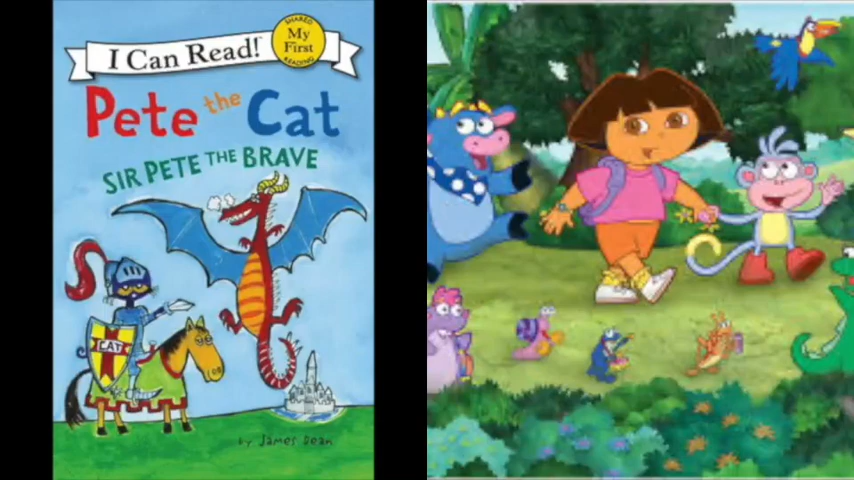 I Can Read!
SHARED
My
First
READING
Pete the Cat
SIR PETE THE BRAVE
CAT
by James Dean